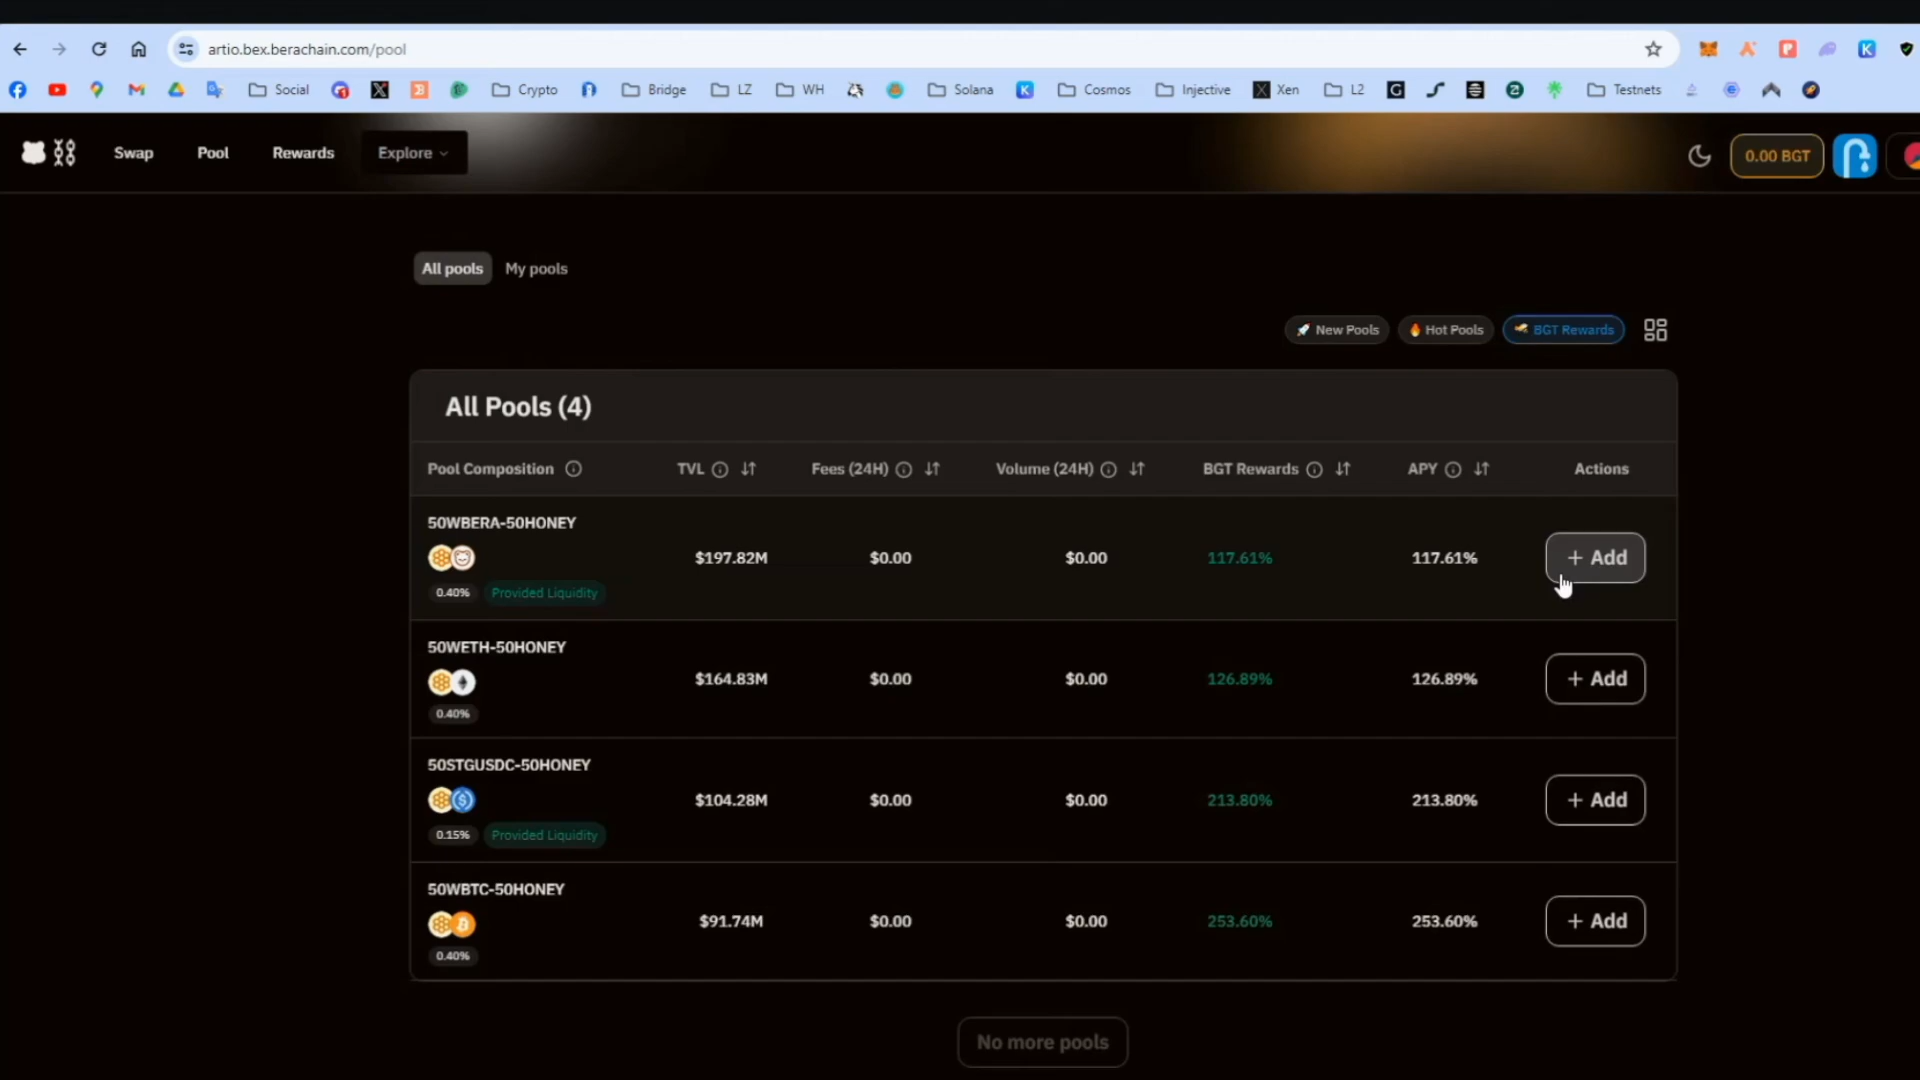 artio.bex.berachain.com/pool
Social
Crypto
Bridge
LZ
WH
Solana
Cosmos
Injective
Xen
L2
Testnets
Swap
Pool
Rewards
Explore
0.00 BGT
All pools
My pools
New Pools
Hot Pools
BGT Rewards
All Pools (4)
Pool Composition
TVL
Fees (24H)
Volume (24H)
BGT Rewards
APY
Actions
50WBERA-50HONEY
$197.82M
$0.00
$0.00
117.61%
117.61%
+ Add
0.40%
Provided Liquidity
50WETH-50HONEY
$164.83M
$0.00
$0.00
126.89%
126.89%
+ Add
0.40%
50STGUSDC-50HONEY
$104.28M
$0.00
$0.00
213.80%
213.80%
+ Add
0.15%
Provided Liquidity
50WBTC-50HONEY
$91.74M
$0.00
$0.00
253.60%
253.60%
+ Add
0.40%
No more pools